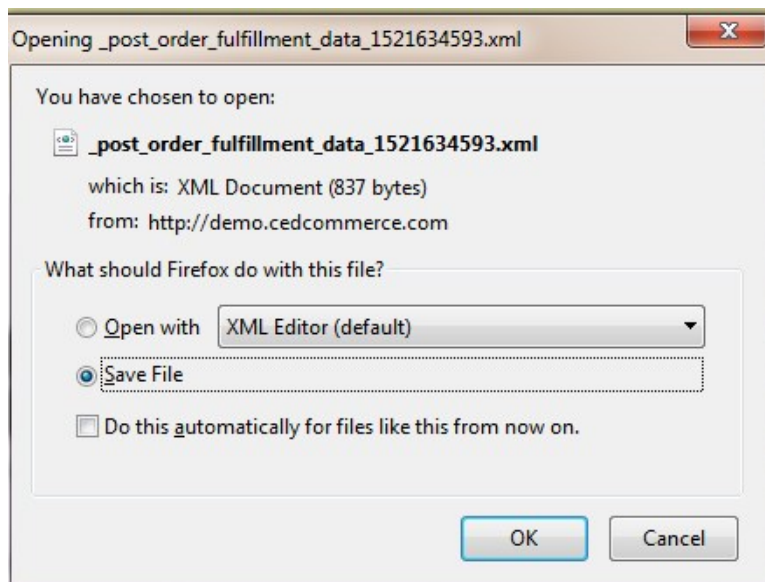 Opening _post_order_fulfillment_data_1521634593.xml
You have chosen to open:
_post_order_fulfillment_data_1521634593.xml
which is: XML Document (837 bytes)
from: http://demo.cedcommerce.com
What should Firefox do with this file?
Open with XML Editor (default)
Save File
Do this automatically for files like this from now on.
OK Cancel